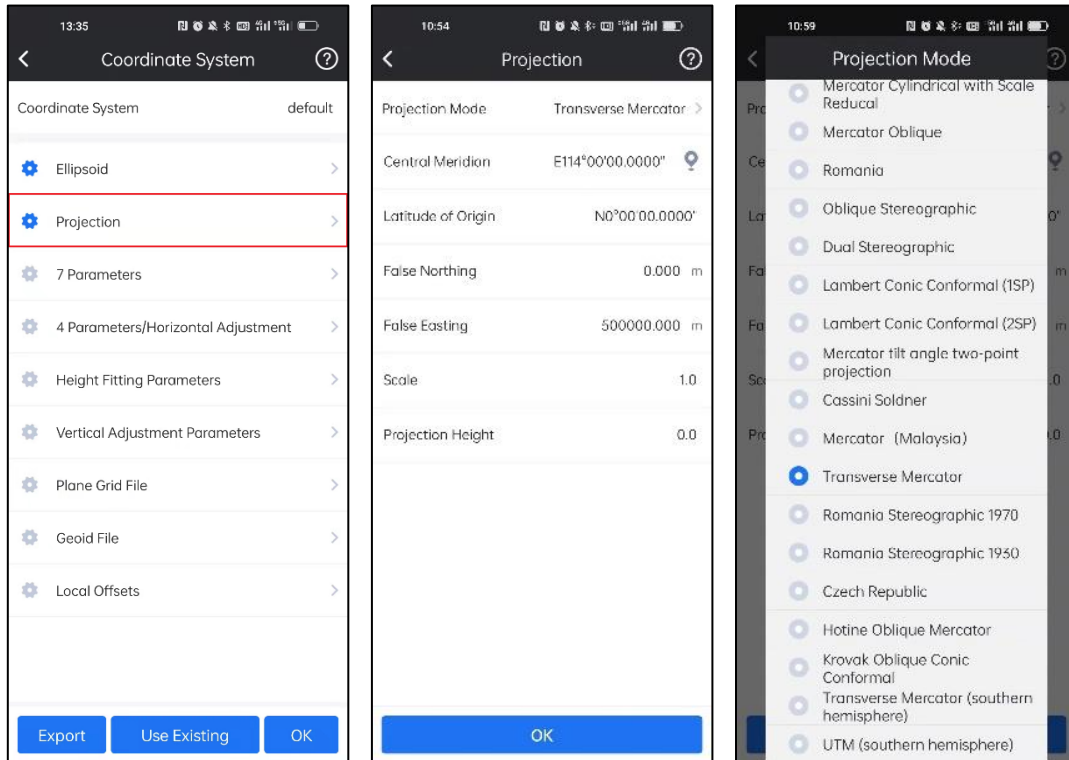 13:35
Coordinate System
Coordinate System default
Ellipsoid
Projection
7 Parameters
4 Parameters/Horizontal Adjustment
Height Fitting Parameters
Vertical Adjustment Parameters
Plane Grid File
Geoid File
Local Offsets
Export Use Existing OK
10:54
Projection
Projection Mode Transverse Mercator
Central Meridian E114°00'00.0000"
Latitude of Origin N0°00'00.0000"
False Northing 0.000 m
False Easting 500000.000 m
Scale 1.0
Projection Height 0.0
OK
10:59
Projection Mode
Mercator Cylindrical with Scale
Reducal
Mercator Oblique
Romania
Oblique Stereographic
Dual Stereographic
Lambert Conic Conformal (1SP)
Lambert Conic Conformal (2SP)
Mercator tilt angle two-point
projection
Cassini Soldner
Mercator (Malaysia)
Transverse Mercator
Romania Stereographic 1970
Romania Stereographic 1930
Czech Republic
Hotine Oblique Mercator
Krovak Oblique Conic
Conformal
Transverse Mercator (southern
hemisphere)
UTM (southern hemisphere)